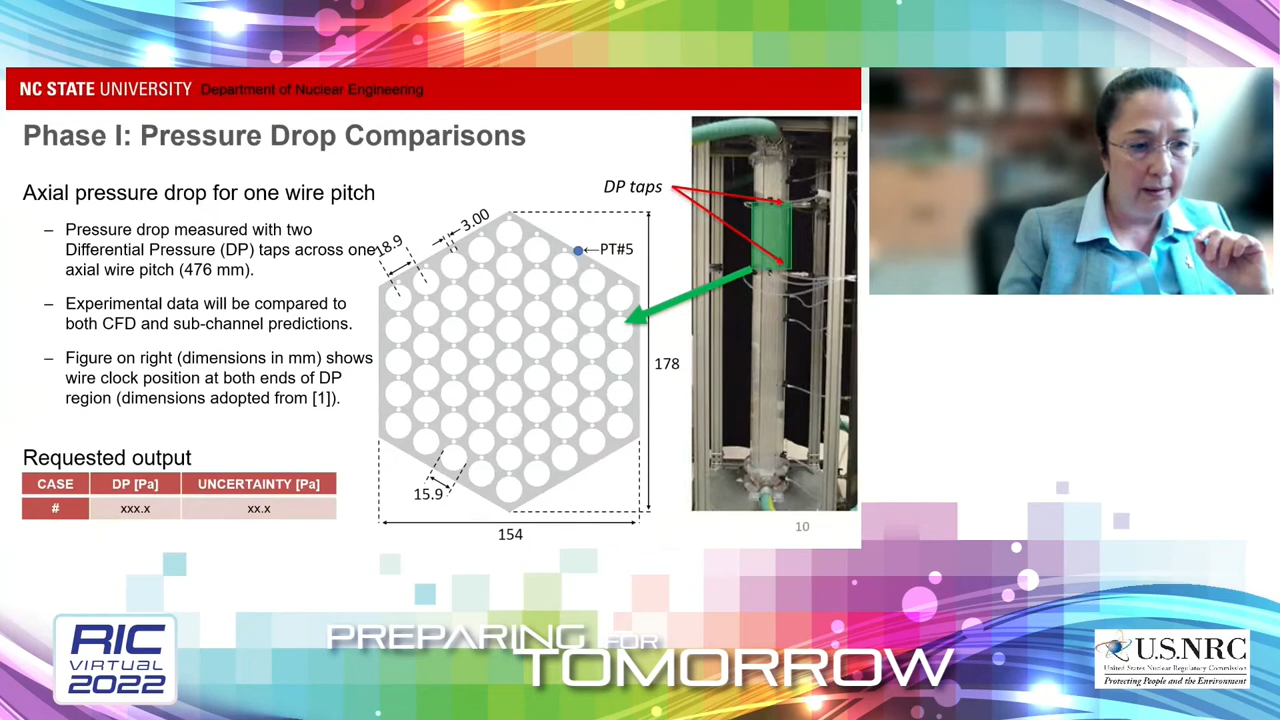 NC STATE UNIVERSITY Department of Nuclear Engineering
Phase I: Pressure Drop Comparisons
Axial pressure drop for one wire pitch
– Pressure drop measured with two
Differential Pressure (DP) taps across one
axial wire pitch (476 mm).
– Experimental data will be compared to
both CFD and sub-channel predictions.
– Figure on right (dimensions in mm) shows
wire clock position at both ends of DP
region (dimensions adopted from [1]).
Requested output
CASE DP [Pa] UNCERTAINTY [Pa]
# xxx.x xx.x
18.9
3.00
PT#5
178
15.9
154
DP taps
10
RIC
VIRTUAL
2022
PREPARING FOR
TOMORROW
U.S.NRC
United States Nuclear Regulatory Commission
Protecting People and the Environment